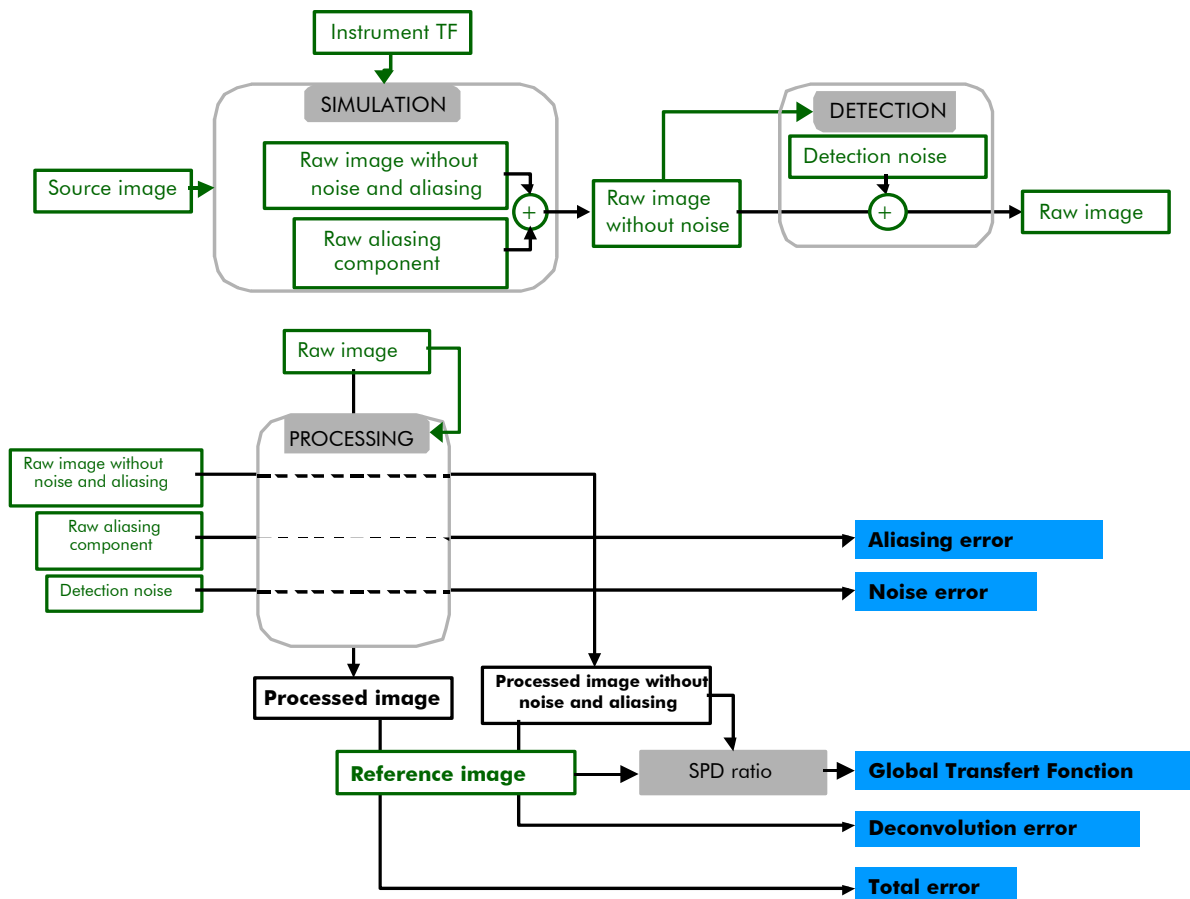 Instrument TF
SIMULATION
DETECTION
Raw image without
noise and aliasing
Detection noise
Source image
+
Raw image
without noise
+
Raw image
Raw aliasing
component
Raw image
PROCESSING
Raw image without
noise and aliasing
Raw aliasing
component
Aliasing error
Detection noise
Noise error
Processed image
Processed image without
noise and aliasing
Reference image
SPD ratio
Global Transfert Fonction
Deconvolution error
Total error